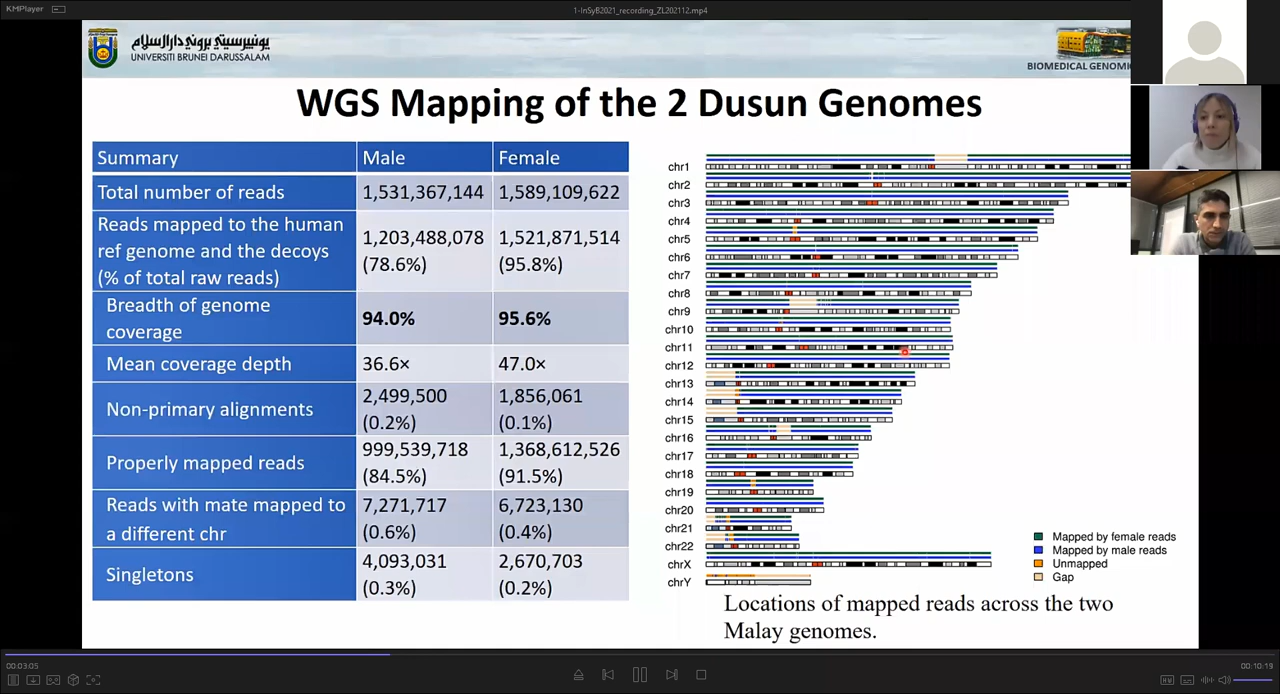 KMPlayer
1-InSyB2021_recording_ZL202112.mp4
يونيبرسيتي بروني دارالسلام
UNIVERSITI BRUNEI DARUSSALAM
BIOMEDICAL GENOMI
WGS Mapping of the 2 Dusun Genomes
Summary Male Female
Total number of reads 1,531,367,144 1,589,109,622
Reads mapped to the human
ref genome and the decoys
(% of total raw reads)
1,203,488,078
(78.6%)
1,521,871,514
(95.8%)
Breadth of genome
coverage
94.0% 95.6%
Mean coverage depth 36.6× 47.0×
Non-primary alignments
2,499,500
(0.2%)
1,856,061
(0.1%)
Properly mapped reads
999,539,718
(84.5%)
1,368,612,526
(91.5%)
Reads with mate mapped to
a different chr
7,271,717
(0.6%)
6,723,130
(0.4%)
Singletons
4,093,031
(0.3%)
2,670,703
(0.2%)
chr1
chr2
chr3
chr4
chr5
chr6
chr7
chr8
chr9
chr10
chr11
chr12
chr13
chr14
chr15
chr16
chr17
chr18
chr19
chr20
chr21
chr22
chrX
chrY
Mapped by female reads
Mapped by male reads
Unmapped
Gap
Locations of mapped reads across the two
Malay genomes.
00:03:05
00:10:19